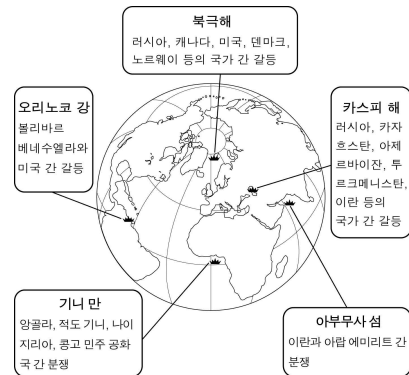 북극해
러시아, 캐나다, 미국, 덴마크,
노르웨이 등의 국가 간 갈등
오리노코 강
볼리바르
베네수엘라와
미국 간 갈등
카스피 해
러시아, 카자
흐스탄, 아제
르바이잔, 투
르크메니스탄,
이란 등의
국가 간 갈등
기니 만
앙골라, 적도 기니, 나이
지리아, 콩고 민주 공화
국 간 분쟁
아부무사 섬
이란과 아랍 에미리트 간
분쟁